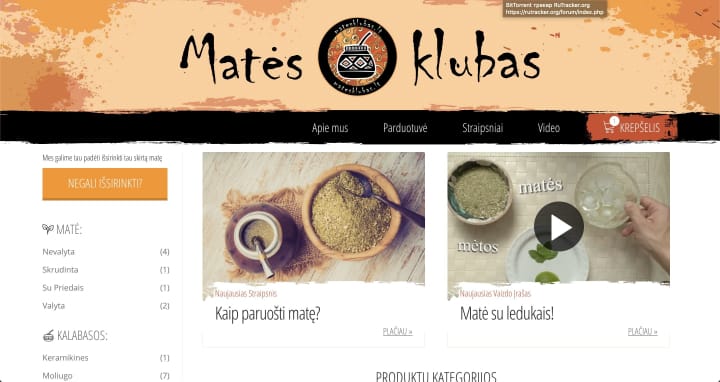 BitTorrent трекер RuTracker.org
https://rutracker.org/forum/index.php
Matės klubas
matesklubas.lt
matesklubas.lt
Apie mus
Parduotuvė
Straipsniai
Video
1
KREPŠELIS
Mes galime tau padėti išsirinkti tau skirtą matę
NEGALI IŠSIRINKTI?
MATĖ:
Nevalyta (4)
Skrudinta (1)
Su Priedais (1)
Valyta (2)
KALABASOS:
Keramikinės (1)
Moliugo (7)
Naujausias Straipsnis
Kaip paruošti matę?
PLAČIAU »
matės
mėtos
Naujausias Vaizdo Įrašas
Matė su ledukais!
PLAČIAU »
PRODUKTŲ KATEGORIJOS